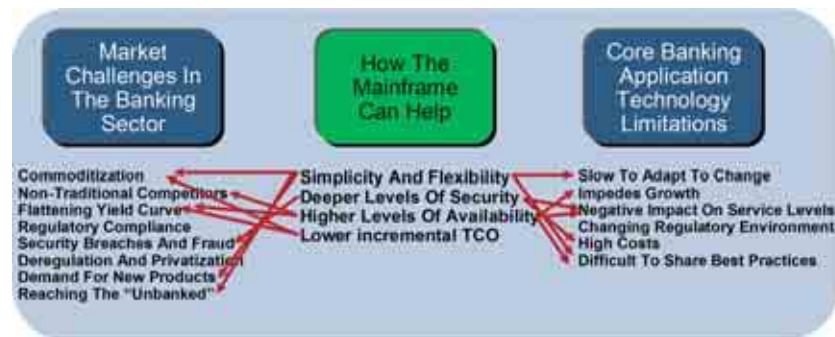 Market
Challenges In
The Banking
Sector
How The
Mainframe
Can Help
Core Banking
Application
Technology
Limitations
Commoditization
Non-Traditional Competitors
Flattening Yield Curve
Regulatory Compliance
Security Breaches And Fraud
Deregulation And Privatization
Demand For New Products
Reaching The "Unbanked"
Simplicity And Flexibility
Deeper Levels Of Security
Higher Levels Of Availability
Lower incremental TCO
Slow To Adapt To Change
Impedes Growth
Negative Impact On Service Levels
Changing Regulatory Environment
High Costs
Difficult To Share Best Practices